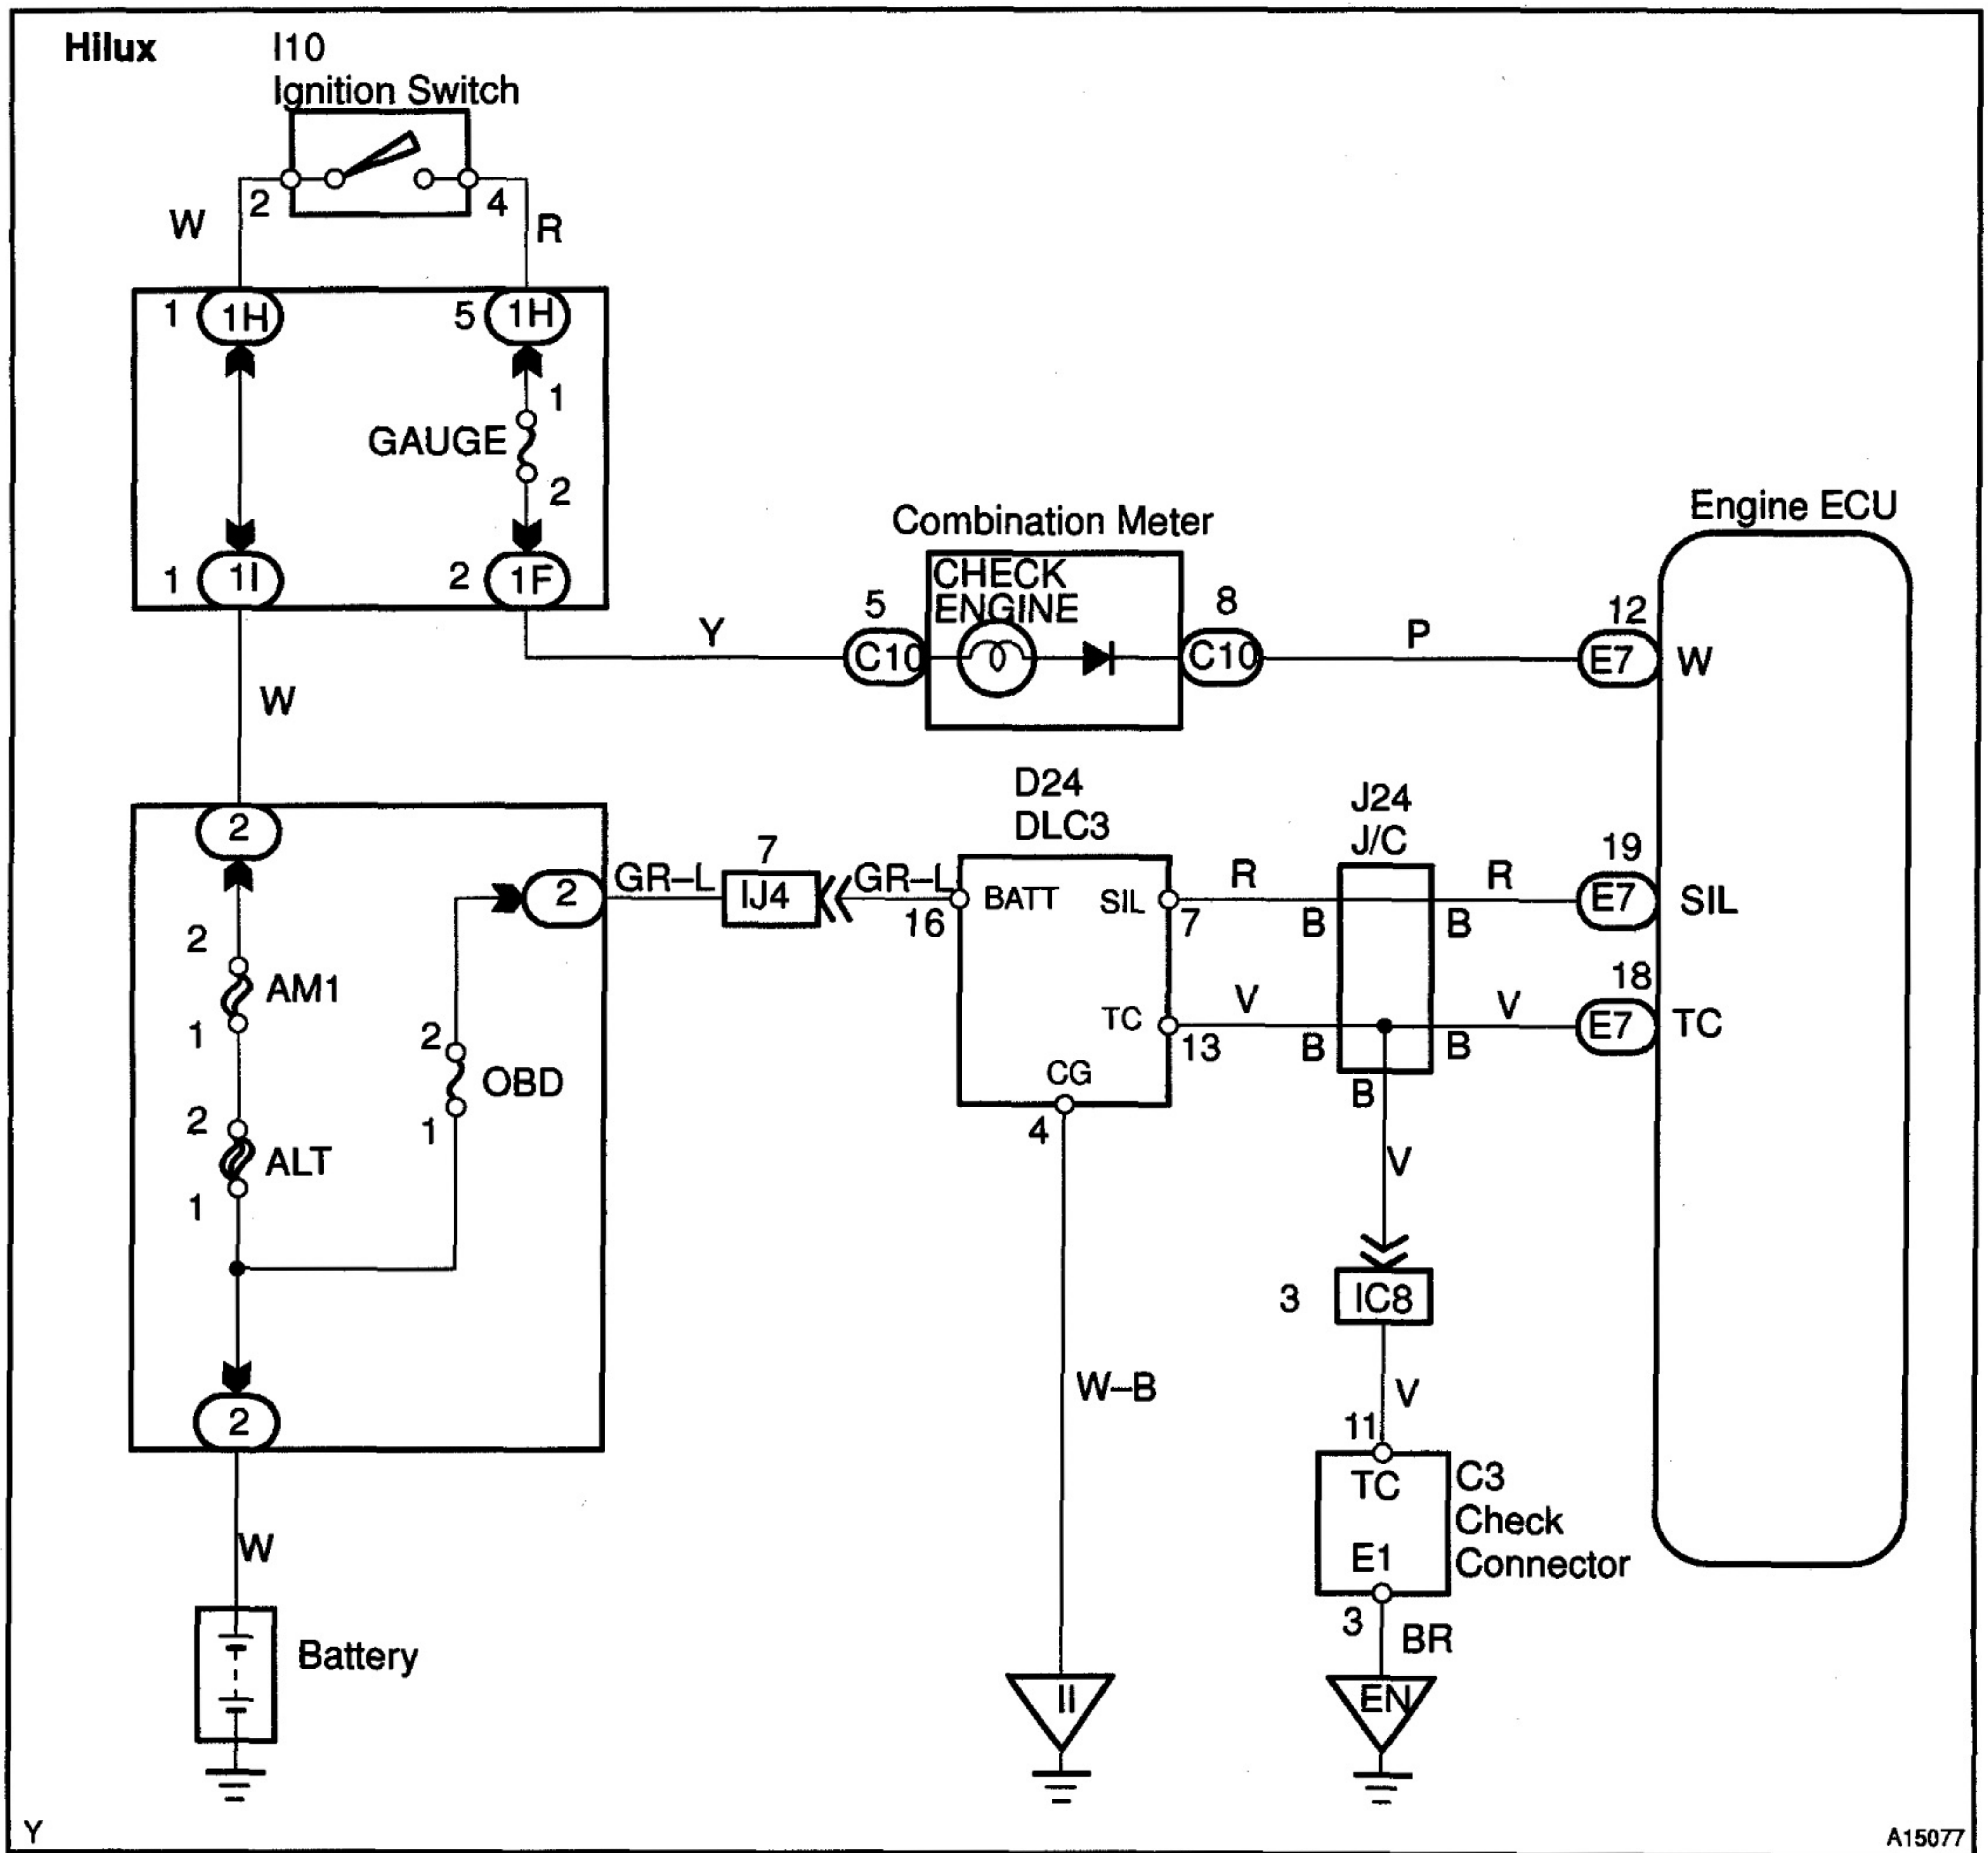 Hilux
I10
Ignition Switch
2
4
W
R
1
1H
5
1H
1
GAUGE
2
1
1I
2
1F
Y
W
Combination Meter
CHECK
ENGINE
5
C10
8
C10
P
Engine ECU
12
E7
W
2
2
GR–L
7
IJ4
GR–L
16
D24
DLC3
BATT
SIL
7
R
B
J24
J/C
R
B
19
E7
SIL
TC
13
V
B
V
B
18
E7
TC
CG
4
B
V
2
AM1
1
2
OBD
1
2
ALT
1
3
IC8
V
W–B
2
11
TC
C3
Check
Connector
E1
3
BR
W
Battery
II
EN
Y
A15077